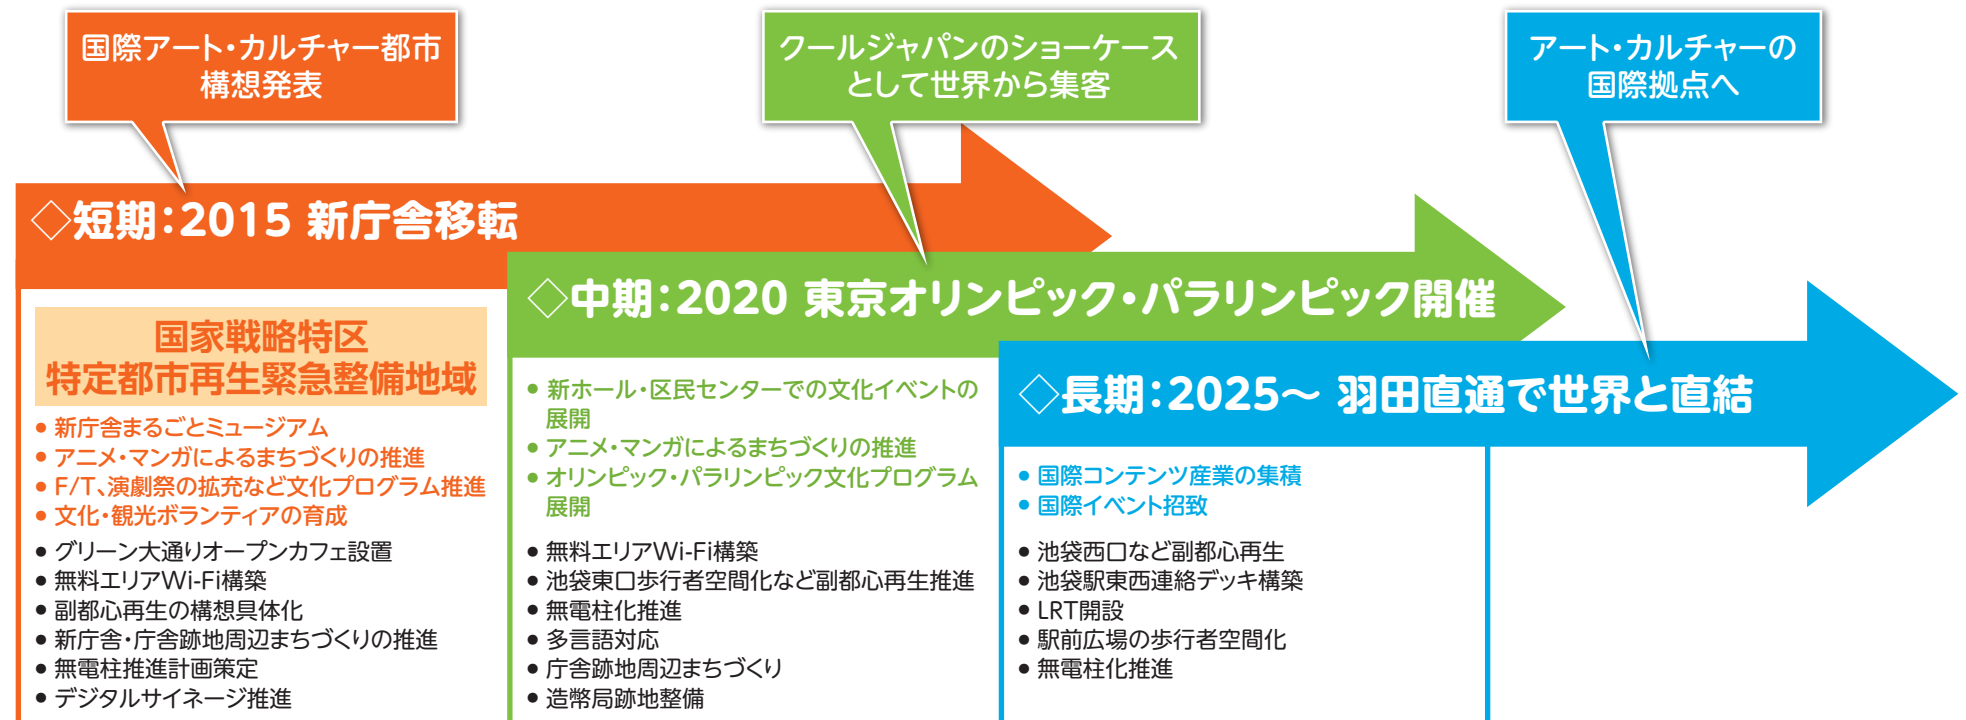 国際アート・カルチャー都市
構想発表
クールジャパンのショーケース
として世界から集客
アート・カルチャーの
国際拠点へ
◇短期：2015 新庁舎移転
国家戦略特区
特定都市再生緊急整備地域
● 新庁舎まるごとミュージアム
● アニメ・マンガによるまちづくりの推進
● F/T、演劇祭の拡充など文化プログラム推進
● 文化・観光ボランティアの育成
● グリーン大通りオープンカフェ設置
● 無料エリアWi-Fi構築
● 副都心再生の構想具体化
● 新庁舎・庁舎跡地周辺まちづくりの推進
● 無電柱推進計画策定
● デジタルサイネージ推進
◇中期：2020 東京オリンピック・パラリンピック開催
● 新ホール・区民センターでの文化イベントの
展開
● アニメ・マンガによるまちづくりの推進
● オリンピック・パラリンピック文化プログラム
展開
● 無料エリアWi-Fi構築
● 池袋東口歩行者空間化など副都心再生推進
● 無電柱化推進
● 多言語対応
● 庁舎跡地周辺まちづくり
● 造幣局跡地整備
◇長期：2025〜 羽田直通で世界と直結
● 国際コンテンツ産業の集積
● 国際イベント招致
● 池袋西口など副都心再生
● 池袋駅東西連絡デッキ構築
● LRT開設
● 駅前広場の歩行者空間化
● 無電柱化推進